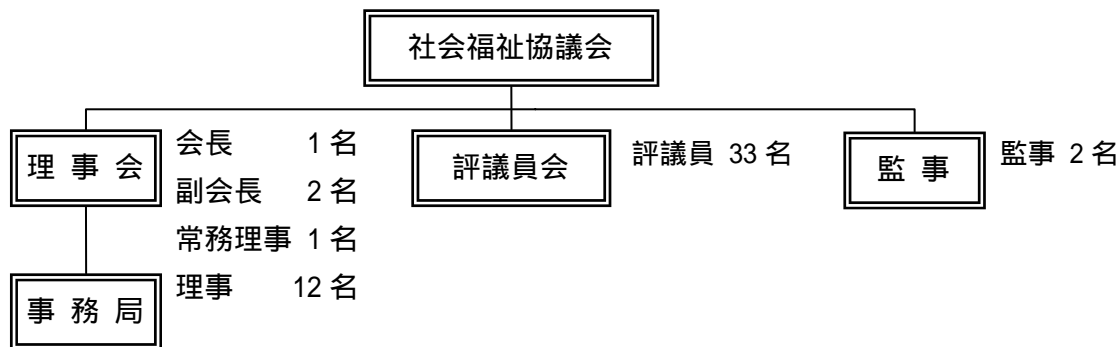 社会福祉協議会
理 事 会
会長 1 名
副会長 2 名
常務理事 1 名
理事 12 名
評議員会
評議員 33 名
監 事
監事 2 名
事 務 局